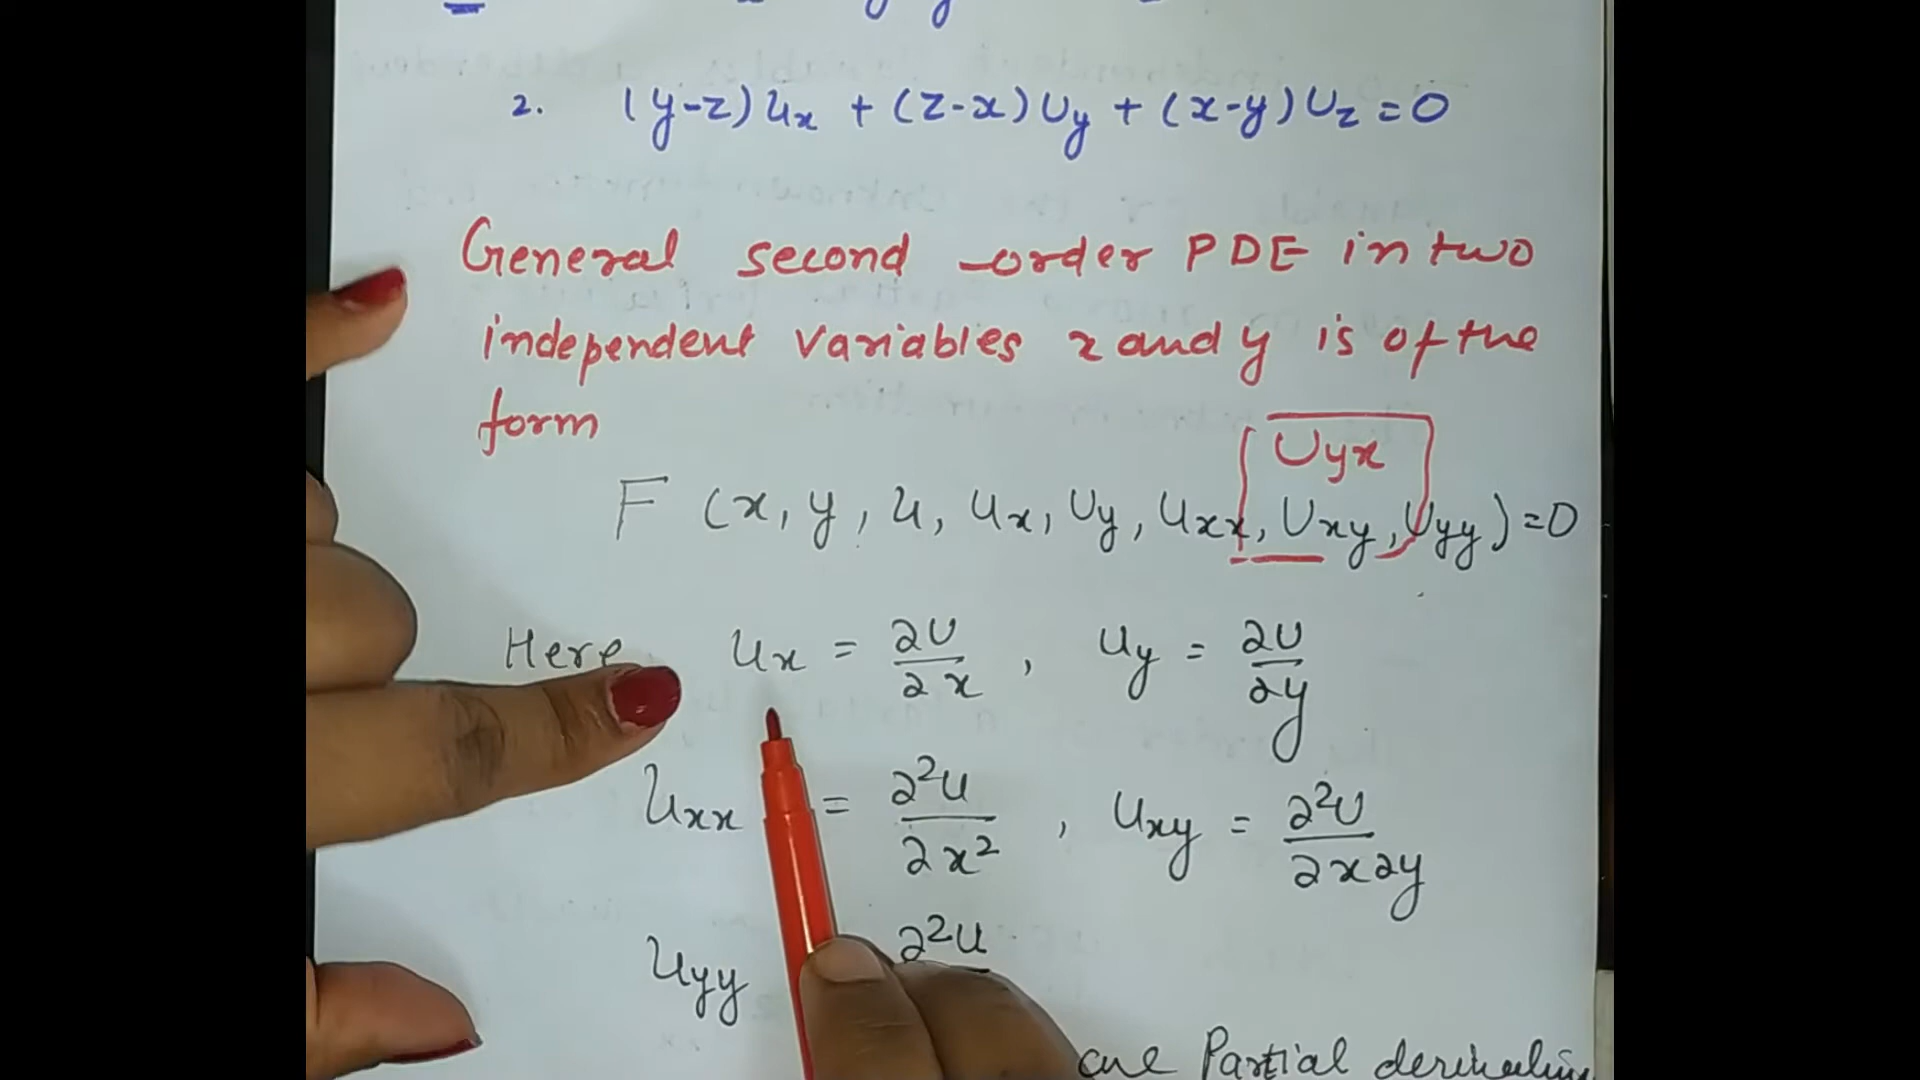 2. (y-z)Ux + (z-x)Uy + (x-y)Uz = 0
General second-order PDE in two
independent variables x and y is of the
form
Uyx
F (x, y, u, ux, Uy, uxx, Uxy, Uyy) = 0
Here ux = ∂U/∂x , uy = ∂U/∂y
Uxx = ∂²u/∂x² , Uxy = ∂²U/∂x∂y
Uyy ∂²u
are Partial